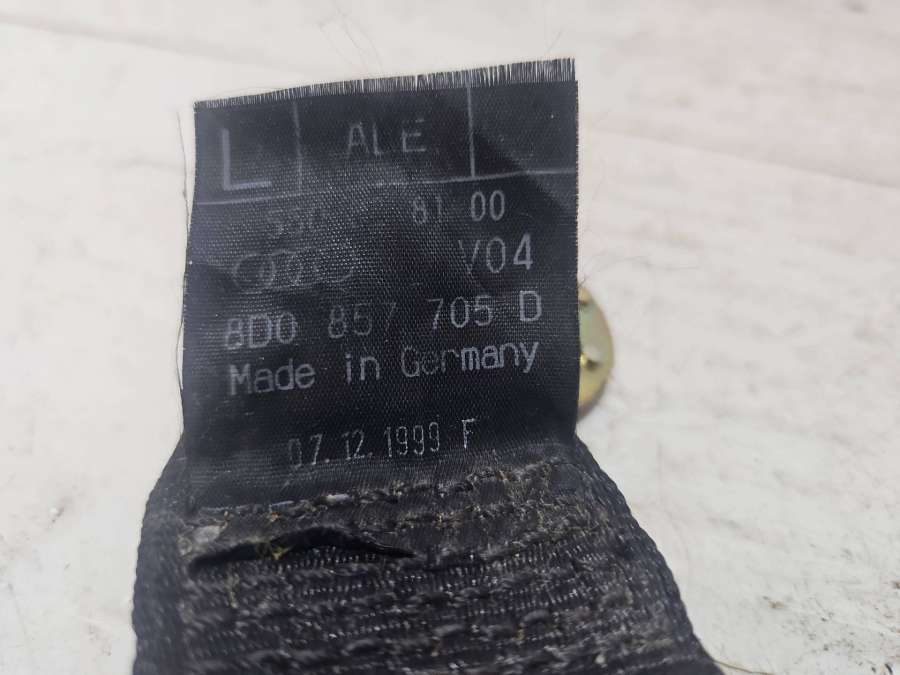 L ALE
81 00
V04
8D0 857 705 D
Made in Germany
07.12.1999 F